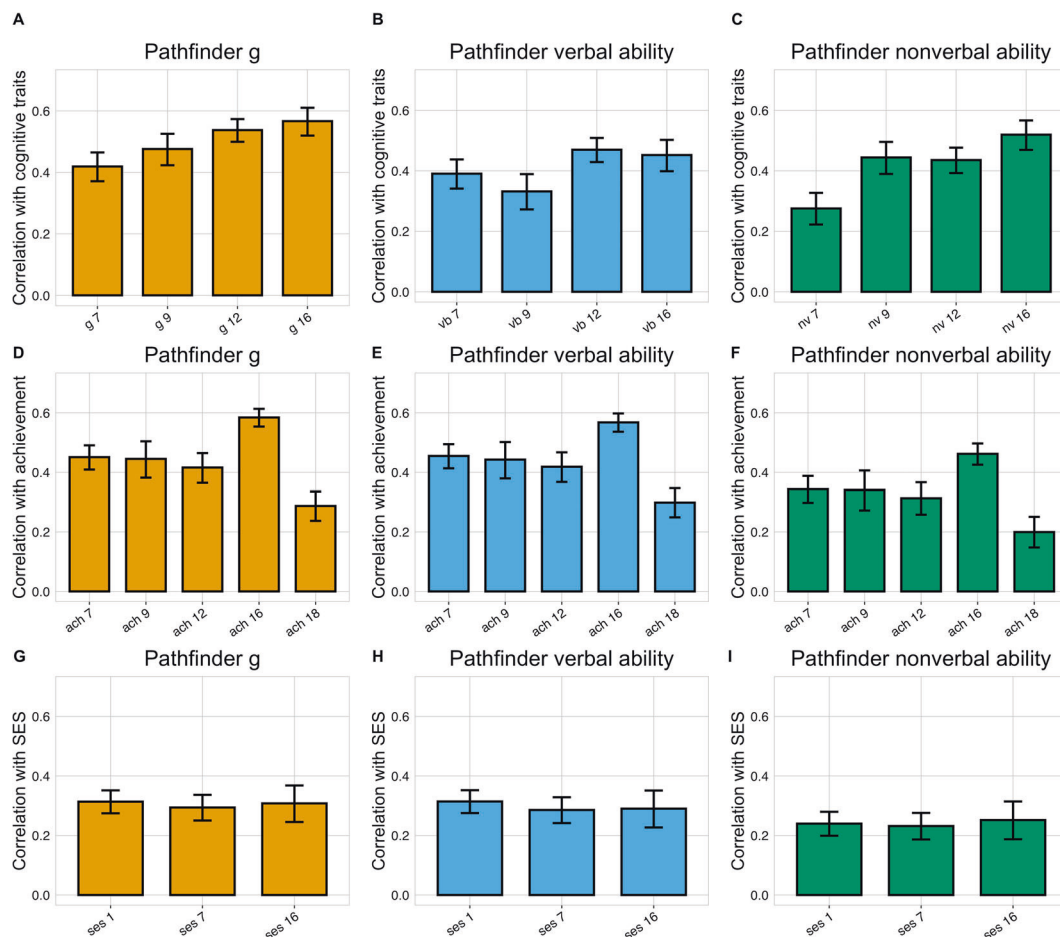 A
B
C
Pathfinder g
Pathfinder verbal ability
Pathfinder nonverbal ability
Correlation with cognitive traits
0.6
0.4
0.2
0.0
g 7
g 9
g 12
g 16
Correlation with cognitive traits
0.6
0.4
0.2
0.0
vb 7
vb 9
vb 12
vb 16
Correlation with cognitive traits
0.6
0.4
0.2
0.0
nv 7
nv 9
nv 12
nv 16
D
Pathfinder g
E
Pathfinder verbal ability
F
Pathfinder nonverbal ability
Correlation with achievement
0.6
0.4
0.2
0.0
ach 7
ach 9
ach 12
ach 16
ach 18
Correlation with achievement
0.6
0.4
0.2
0.0
ach 7
ach 9
ach 12
ach 16
ach 18
Correlation with achievement
0.6
0.4
0.2
0.0
ach 7
ach 9
ach 12
ach 16
ach 18
G
Pathfinder g
H
Pathfinder verbal ability
I
Pathfinder nonverbal ability
Correlation with SES
0.6
0.4
0.2
0.0
ses 1
ses 7
ses 16
Correlation with SES
0.6
0.4
0.2
0.0
ses 1
ses 7
ses 16
Correlation with SES
0.6
0.4
0.2
0.0
ses 1
ses 7
ses 16